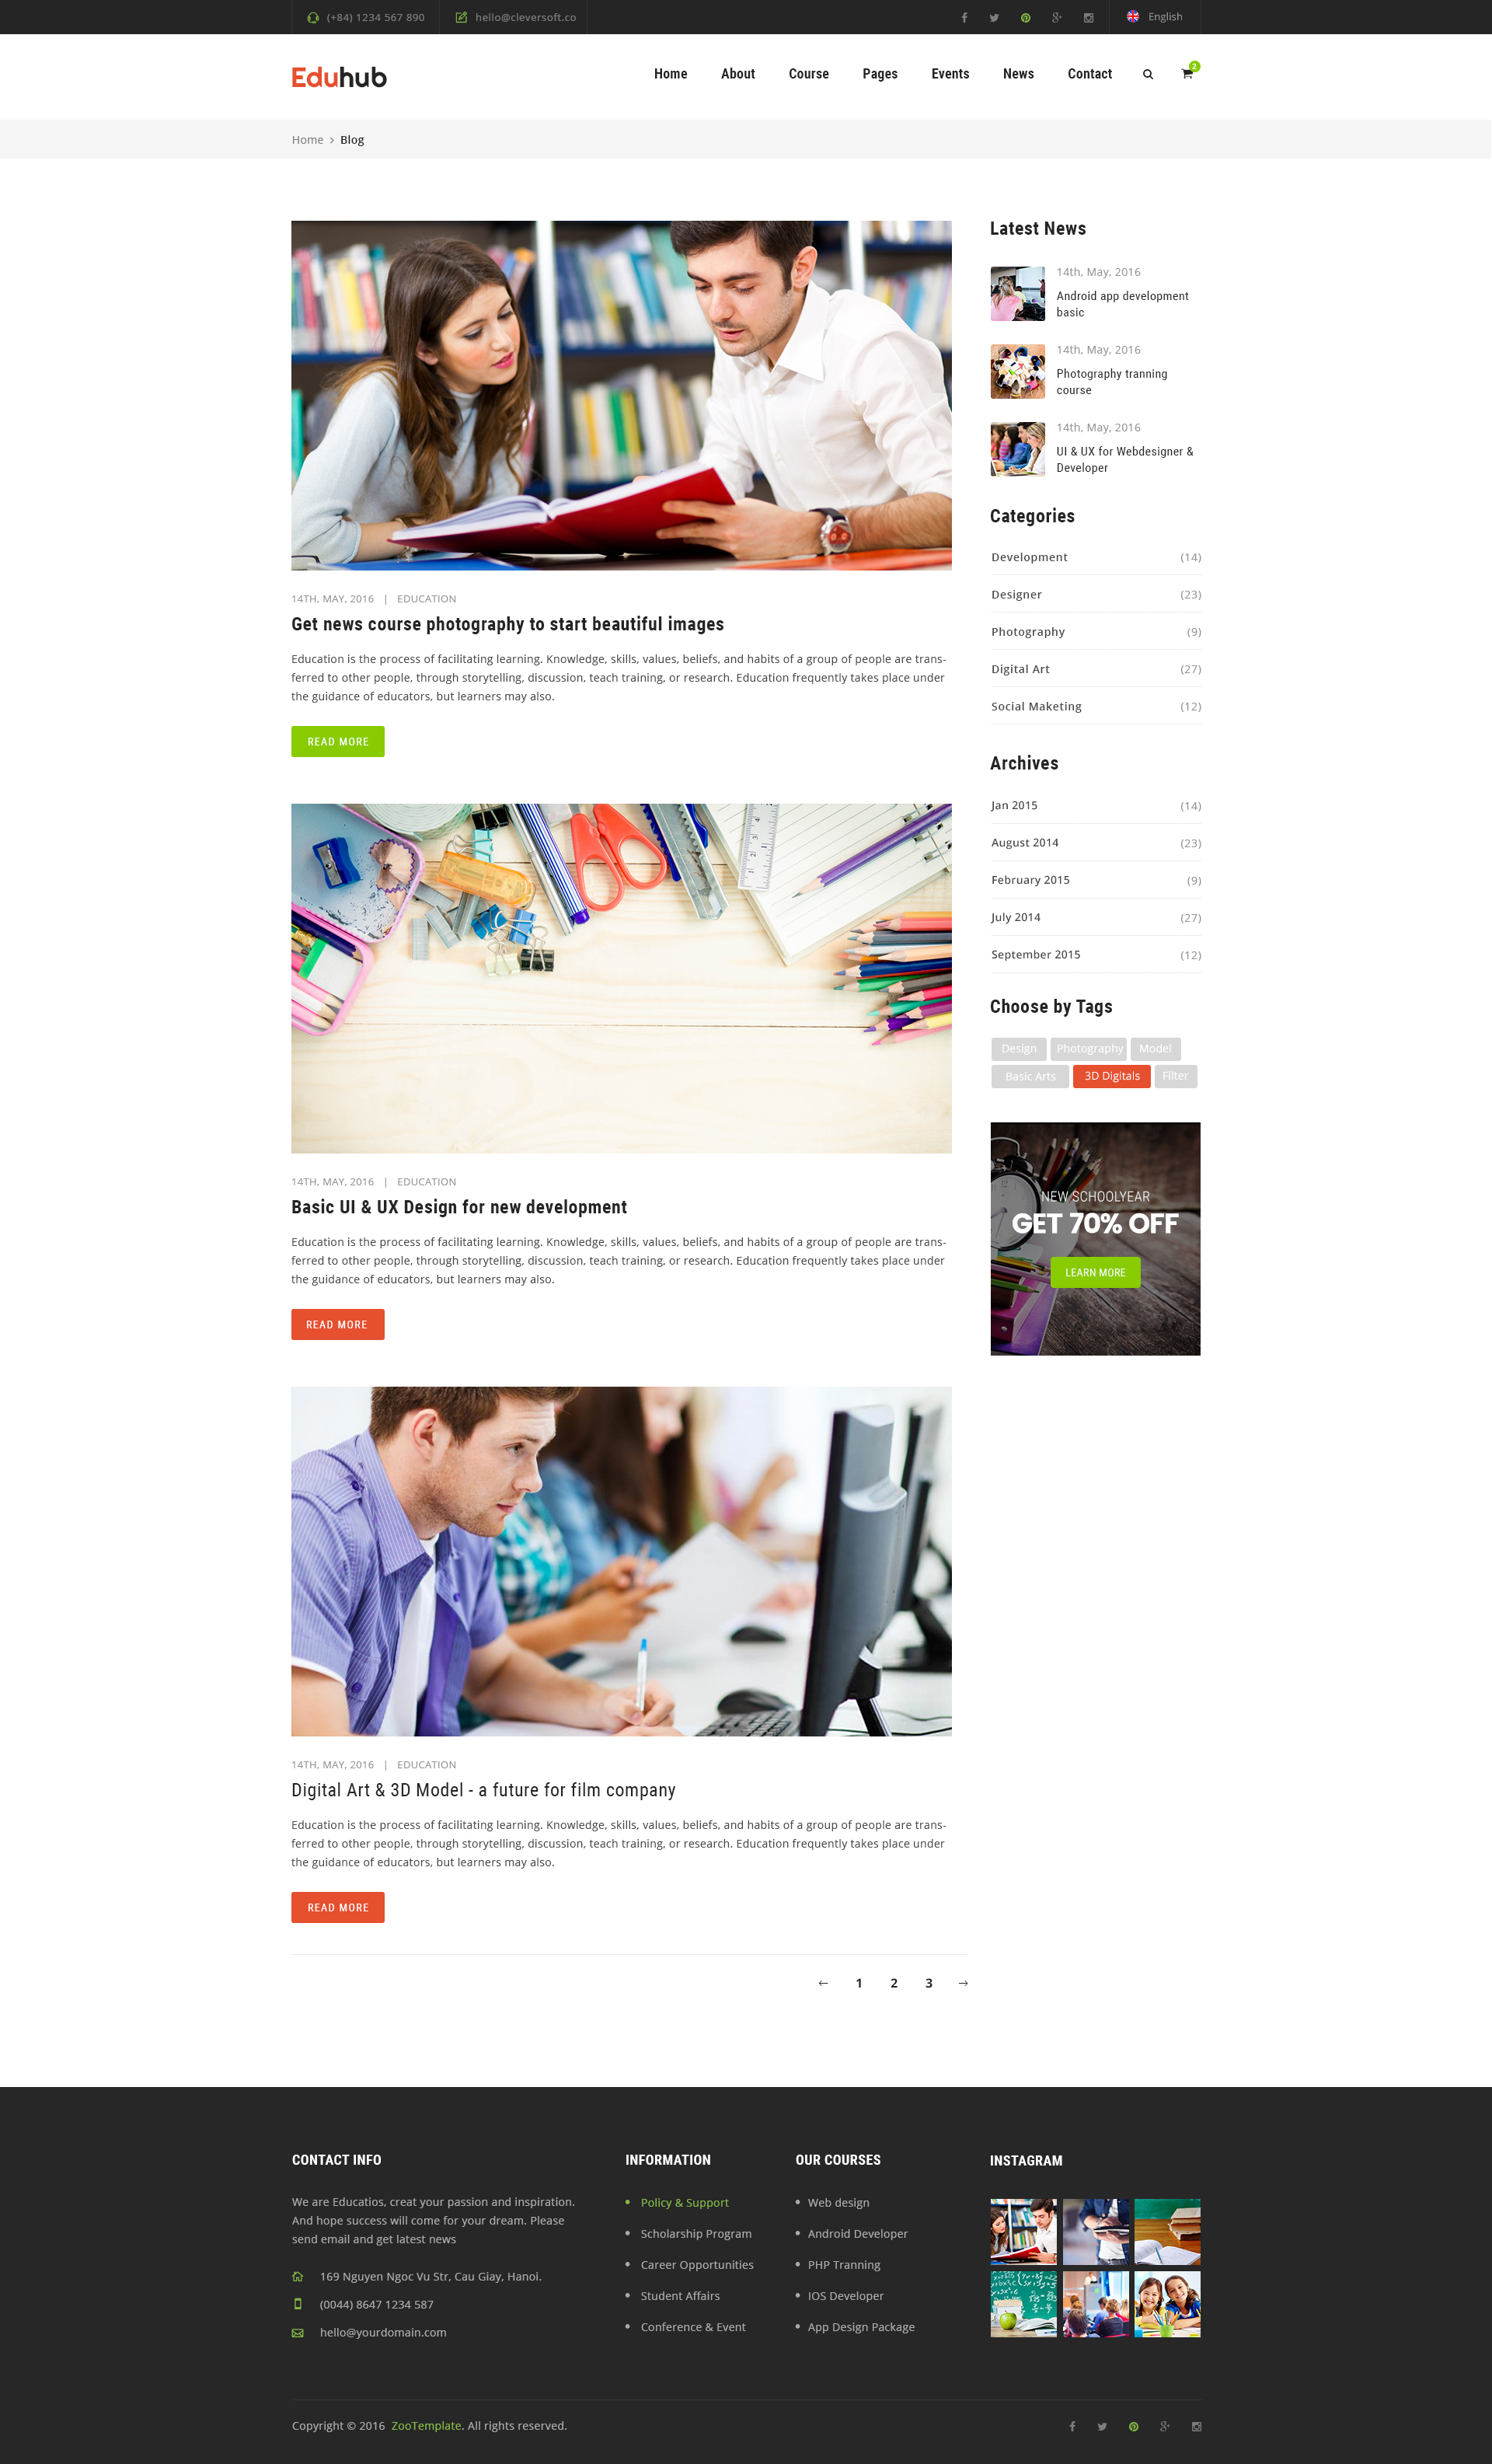 (+84) 1234 567 890
hello@cleversoft.co
English
Eduhub
Home
About
Course
Pages
Events
News
Contact
2
Home > Blog
14TH, MAY, 2016 | EDUCATION
Get news course photography to start beautiful images
Education is the process of facilitating learning. Knowledge, skills, values, beliefs, and habits of a group of people are trans-
ferred to other people, through storytelling, discussion, teach training, or research. Education frequently takes place under
the guidance of educators, but learners may also.
READ MORE
14TH, MAY, 2016 | EDUCATION
Basic UI & UX Design for new development
Education is the process of facilitating learning. Knowledge, skills, values, beliefs, and habits of a group of people are trans-
ferred to other people, through storytelling, discussion, teach training, or research. Education frequently takes place under
the guidance of educators, but learners may also.
READ MORE
14TH, MAY, 2016 | EDUCATION
Digital Art & 3D Model - a future for film company
Education is the process of facilitating learning. Knowledge, skills, values, beliefs, and habits of a group of people are trans-
ferred to other people, through storytelling, discussion, teach training, or research. Education frequently takes place under
the guidance of educators, but learners may also.
READ MORE
← 1 2 3 →
Latest News
14th, May, 2016
Android app development
basic
14th, May, 2016
Photography tranning
course
14th, May, 2016
UI & UX for Webdesigner &
Developer
Categories
Development (14)
Designer (23)
Photography (9)
Digital Art (27)
Social Maketing (12)
Archives
Jan 2015 (14)
August 2014 (23)
February 2015 (9)
July 2014 (27)
September 2015 (12)
Choose by Tags
Design Photography Model
Basic Arts 3D Digitals Filter
NEW SCHOOLYEAR
GET 70% OFF
LEARN MORE
CONTACT INFO
We are Educatios, creat your passion and inspiration.
And hope success will come for your dream. Please
send email and get latest news
169 Nguyen Ngoc Vu Str, Cau Giay, Hanoi.
(0044) 8647 1234 587
hello@yourdomain.com
INFORMATION
Policy & Support
Scholarship Program
Career Opportunities
Student Affairs
Conference & Event
OUR COURSES
Web design
Android Developer
PHP Tranning
IOS Developer
App Design Package
INSTAGRAM
Copyright © 2016 ZooTemplate. All rights reserved.